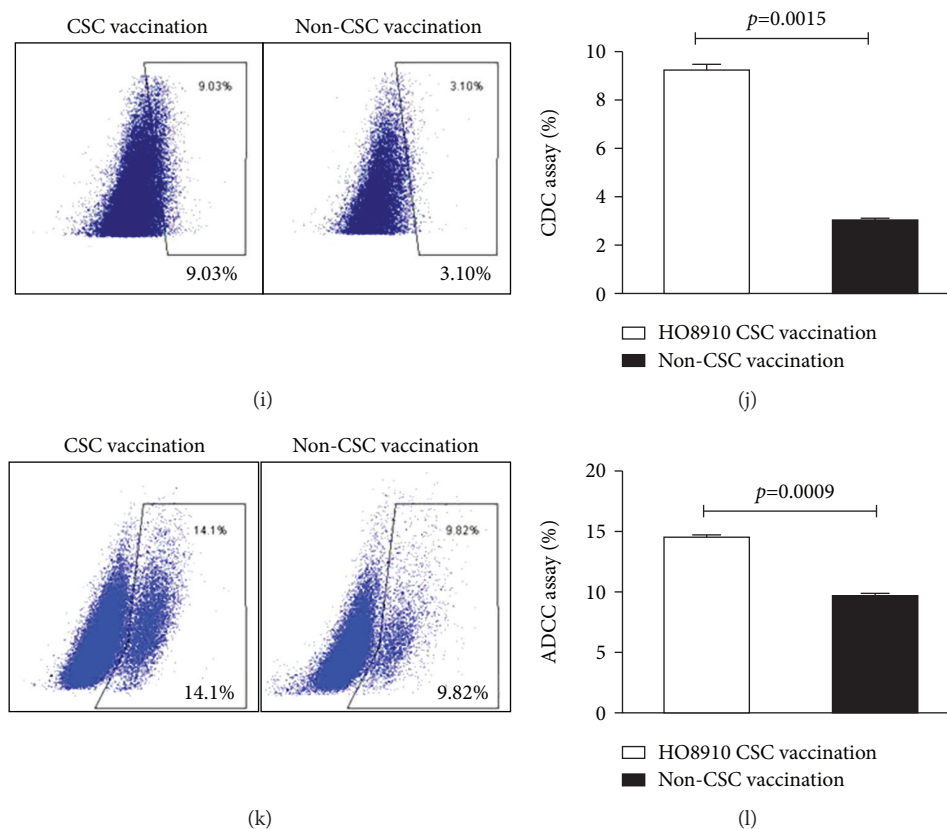 CSC vaccination
Non-CSC vaccination
9.03%
3.10%
9.03%
3.10%
(i)
p=0.0015
CDC assay (%)
10
8
6
4
2
0
HO8910 CSC vaccination
Non-CSC vaccination
(j)
CSC vaccination
Non-CSC vaccination
14.1%
9.82%
14.1%
9.82%
(k)
p=0.0009
ADCC assay (%)
20
15
10
5
0
HO8910 CSC vaccination
Non-CSC vaccination
(l)